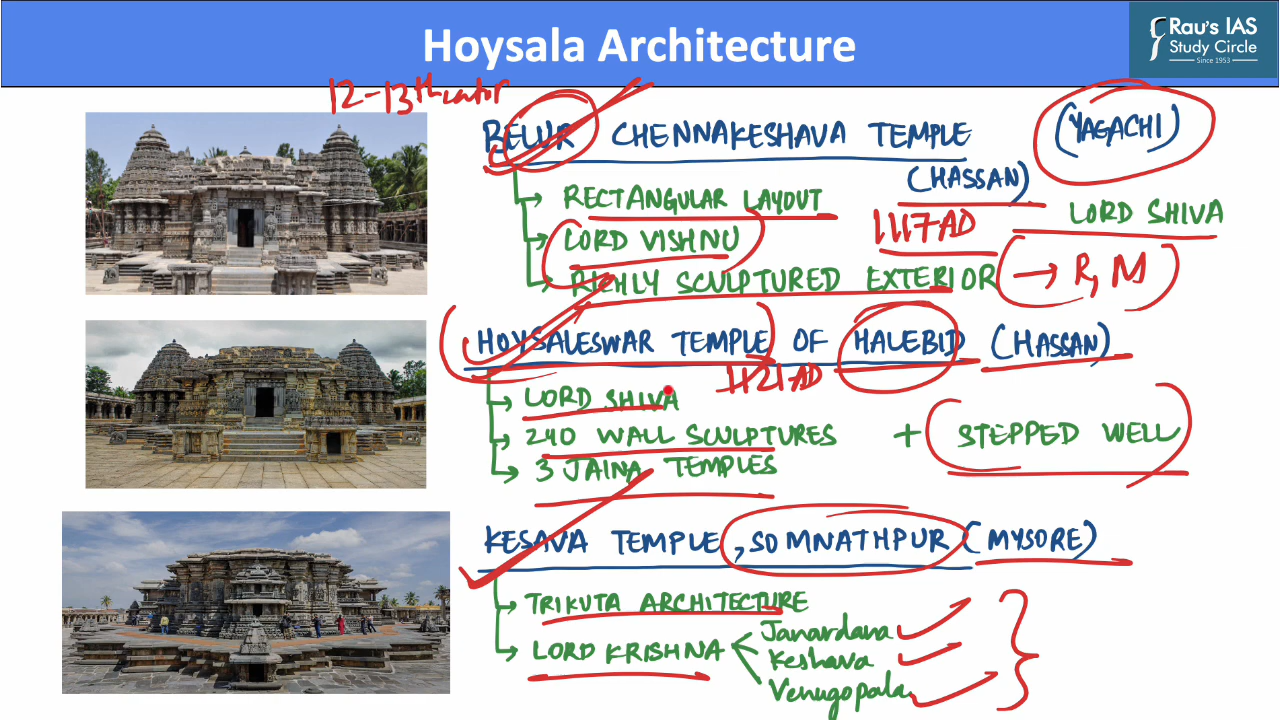 Hoysala Architecture
Rau's IAS
Study Circle
Since 1953
12-13th
BELUR CHENNAKESHAVA TEMPLE (YAGACHI)
(HASSAN)
RECTANGULAR LAYOUT
1117 AD
LORD SHIVA
LORD VISHNU
RICHLY SCULPTURED EXTERIOR → R, M
HOYSALESWAR TEMPLE OF HALEBID (HASSAN)
1121 AD
LORD SHIVA
240 WALL SCULPTURES + STEPPED WELL
3 JAINA TEMPLES
KESAVA TEMPLE, SOMNATHPUR (MYSORE)
TRIKUTA ARCHITECTURE
LORD KRISHNA
Janardana
Keshava
Venugopala